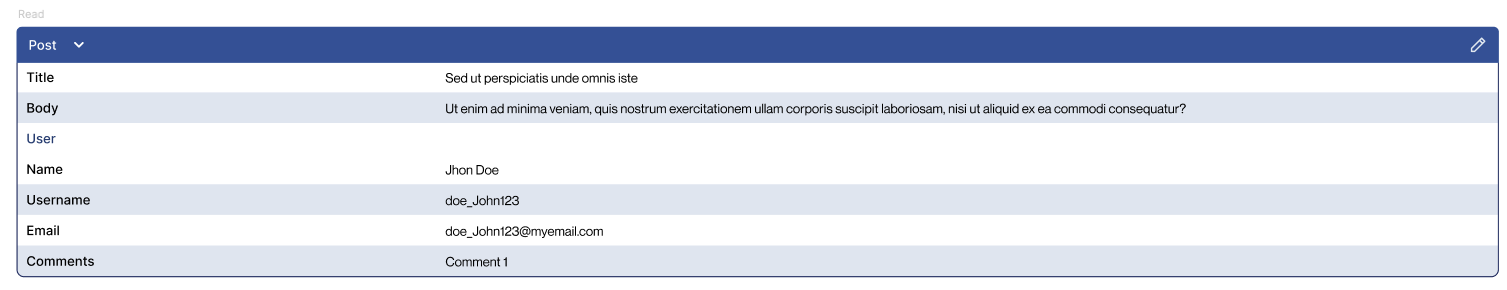 Read
Post
Title Sed ut perspiciatis unde omnis iste
Body Ut enim ad minima veniam, quis nostrum exercitationem ullam corporis suscipit laboriosam, nisi ut aliquid ex ea commodi consequatur?
User
Name Jhon Doe
Username doe_John123
Email doe_John123@myemail.com
Comments Comment 1